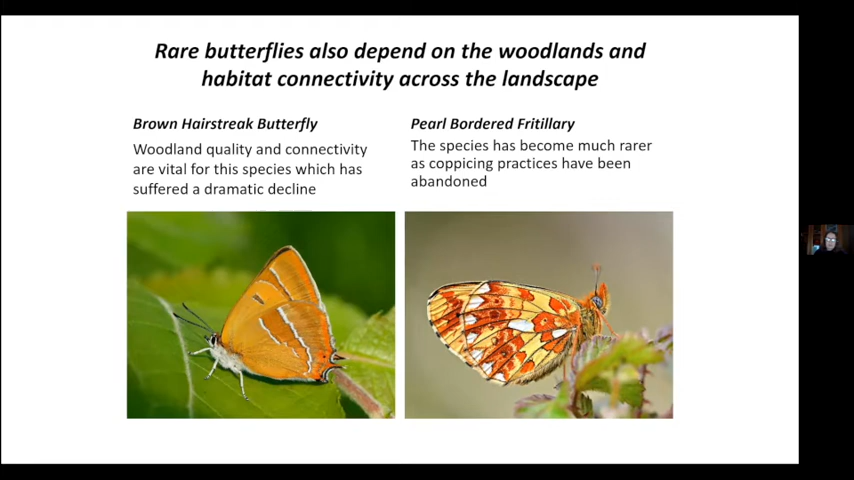 Rare butterflies also depend on the woodlands and
habitat connectivity across the landscape
Brown Hairstreak Butterfly
Woodland quality and connectivity
are vital for this species which has
suffered a dramatic decline
Pearl Bordered Fritillary
The species has become much rarer
as coppicing practices have been
abandoned